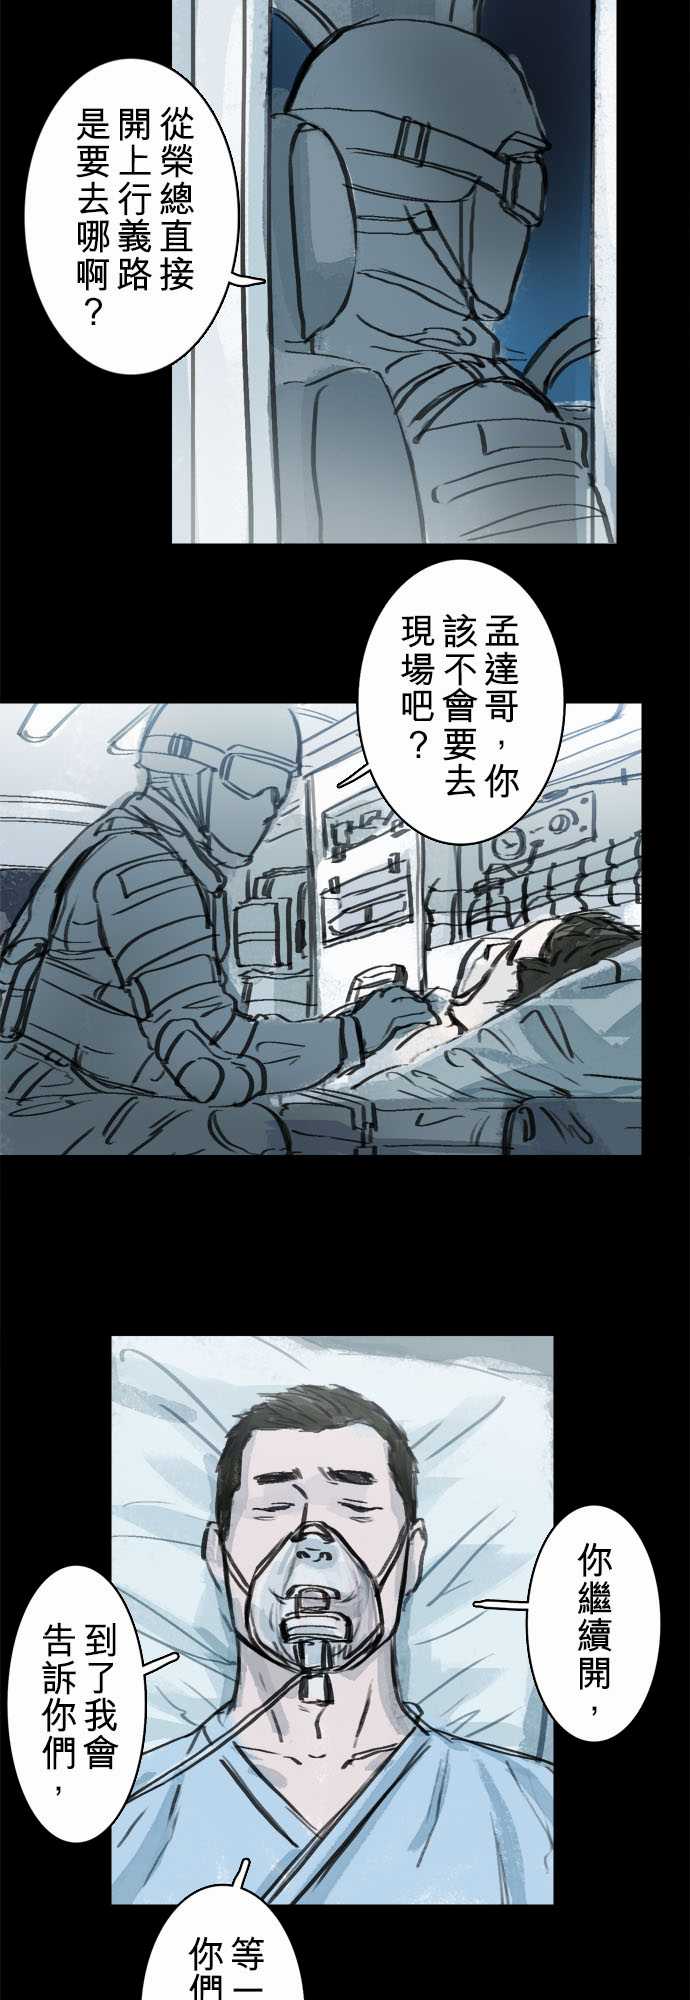 從榮總直接
開上行義路
是要去哪啊？
孟達哥，你
該不會要去
現場吧？
你繼續開，
到了我會
告訴你們，
等一
你們